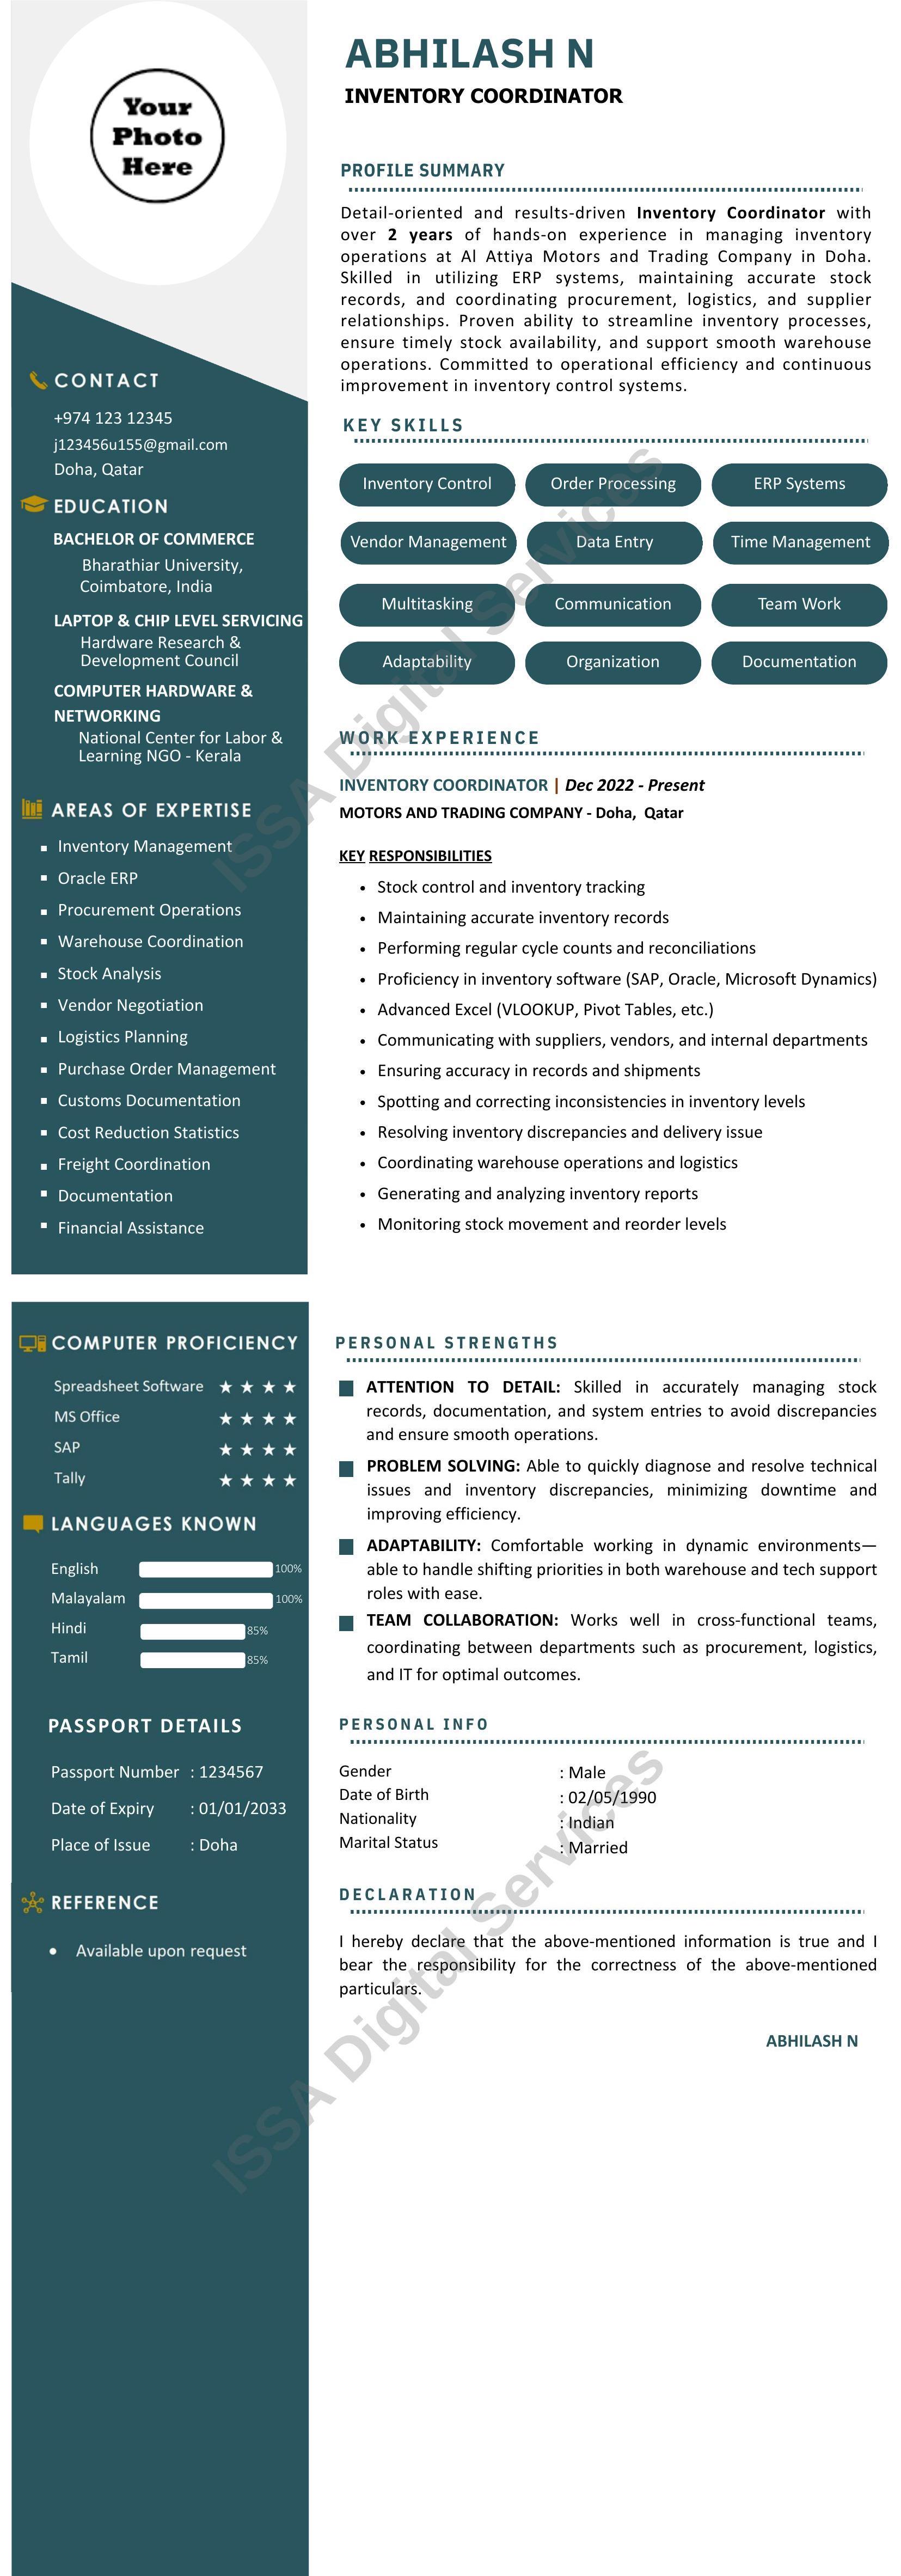 Your
Photo
Here
ABHILASH N
INVENTORY COORDINATOR
CONTACT
+974 123 12345
j123456u155@gmail.com
Doha, Qatar
EDUCATION
BACHELOR OF COMMERCE
Bharathiar University,
Coimbatore, India
LAPTOP & CHIP LEVEL SERVICING
Hardware Research &
Development Council
COMPUTER HARDWARE &
NETWORKING
National Center for Labor &
Learning NGO - Kerala
AREAS OF EXPERTISE
Inventory Management
Oracle ERP
Procurement Operations
Warehouse Coordination
Stock Analysis
Vendor Negotiation
Logistics Planning
Purchase Order Management
Customs Documentation
Cost Reduction Statistics
Freight Coordination
Documentation
Financial Assistance
PROFILE SUMMARY
Detail-oriented and results-driven Inventory Coordinator with
over 2 years of hands-on experience in managing inventory
operations at Al Attiya Motors and Trading Company in Doha.
Skilled in utilizing ERP systems, maintaining accurate stock
records, and coordinating procurement, logistics, and supplier
relationships. Proven ability to streamline inventory processes,
ensure timely stock availability, and support smooth warehouse
operations. Committed to operational efficiency and continuous
improvement in inventory control systems.
KEY SKILLS
Inventory Control
Order Processing
ERP Systems
Vendor Management
Data Entry
Time Management
Multitasking
Communication
Team Work
Adaptability
Organization
Documentation
WORK EXPERIENCE
INVENTORY COORDINATOR | Dec 2022 - Present
MOTORS AND TRADING COMPANY - Doha, Qatar
KEY RESPONSIBILITIES
• Stock control and inventory tracking
• Maintaining accurate inventory records
• Performing regular cycle counts and reconciliations
• Proficiency in inventory software (SAP, Oracle, Microsoft Dynamics)
• Advanced Excel (VLOOKUP, Pivot Tables, etc.)
• Communicating with suppliers, vendors, and internal departments
• Ensuring accuracy in records and shipments
• Spotting and correcting inconsistencies in inventory levels
• Resolving inventory discrepancies and delivery issue
• Coordinating warehouse operations and logistics
• Generating and analyzing inventory reports
• Monitoring stock movement and reorder levels
ISSA Digital Services
COMPUTER PROFICIENCY
Spreadsheet Software ★ ★ ★ ★
MS Office ★ ★ ★ ★
SAP ★ ★ ★ ★
Tally ★ ★ ★ ★
LANGUAGES KNOWN
English 100%
Malayalam 100%
Hindi 85%
Tamil 85%
PASSPORT DETAILS
Passport Number : 1234567
Date of Expiry : 01/01/2033
Place of Issue : Doha
REFERENCE
• Available upon request
PERSONAL STRENGTHS
ATTENTION TO DETAIL: Skilled in accurately managing stock
records, documentation, and system entries to avoid discrepancies
and ensure smooth operations.
PROBLEM SOLVING: Able to quickly diagnose and resolve technical
issues and inventory discrepancies, minimizing downtime and
improving efficiency.
ADAPTABILITY: Comfortable working in dynamic environments—
able to handle shifting priorities in both warehouse and tech support
roles with ease.
TEAM COLLABORATION: Works well in cross-functional teams,
coordinating between departments such as procurement, logistics,
and IT for optimal outcomes.
PERSONAL INFO
Gender : Male
Date of Birth : 02/05/1990
Nationality : Indian
Marital Status : Married
DECLARATION
I hereby declare that the above-mentioned information is true and I
bear the responsibility for the correctness of the above-mentioned
particulars.
ABHILASH N
ISSA Digital Services